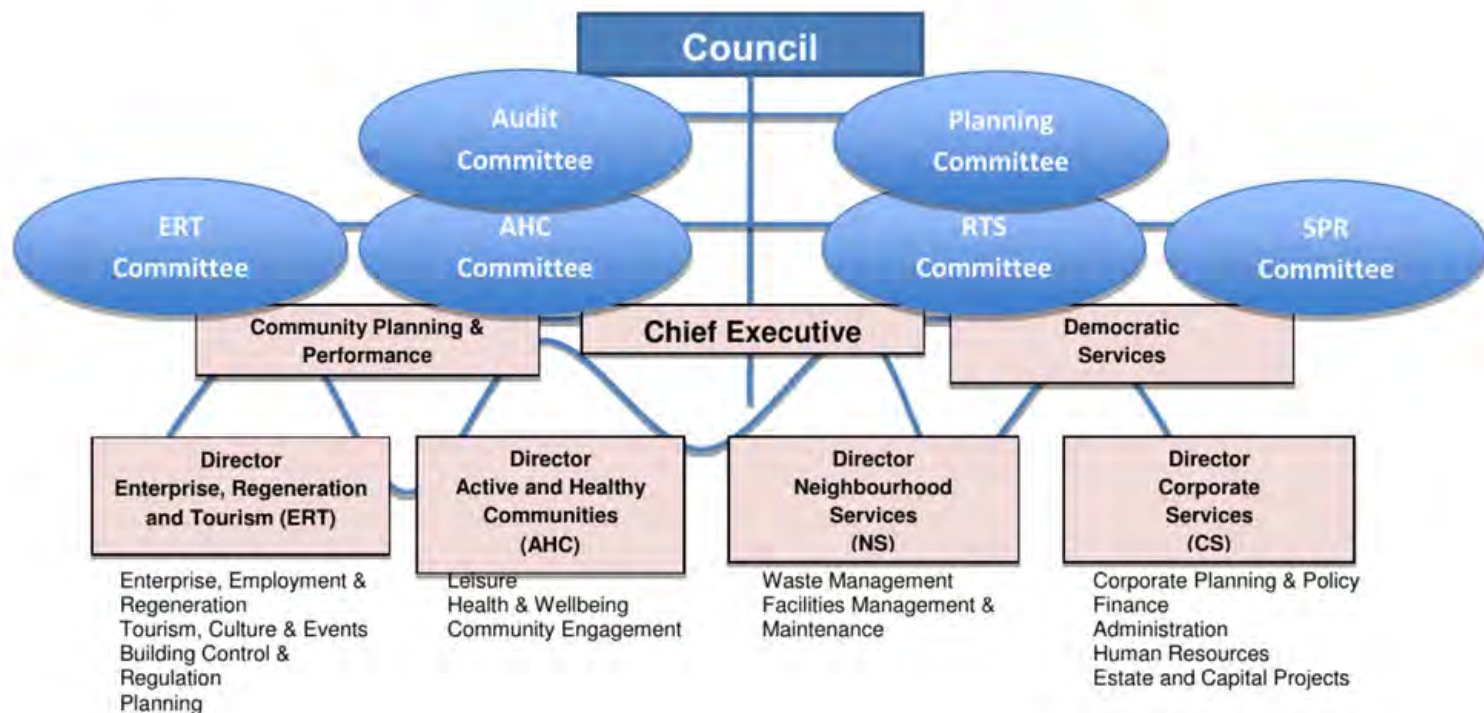 Council
Audit
Committee
Planning
Committee
ERT
Committee
AHC
Committee
RTS
Committee
SPR
Committee
Community Planning &
Performance
Chief Executive
Democratic
Services
Director
Enterprise, Regeneration
and Tourism (ERT)
Director
Active and Healthy
Communities
(AHC)
Director
Neighbourhood
Services
(NS)
Director
Corporate
Services
(CS)
Enterprise, Employment &
Regeneration
Tourism, Culture & Events
Building Control &
Regulation
Planning
Leisure
Health & Wellbeing
Community Engagement
Waste Management
Facilities Management &
Maintenance
Corporate Planning & Policy
Finance
Administration
Human Resources
Estate and Capital Projects